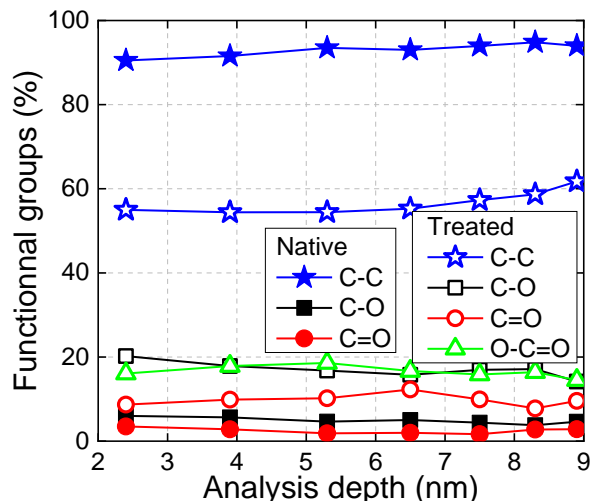 Functionnal groups (%)
100
80
60
40
20
0
Native
C-C
C-O
C=O
Treated
C-C
C-O
C=O
O-C=O
2 3 4 5 6 7 8 9
Analysis depth (nm)